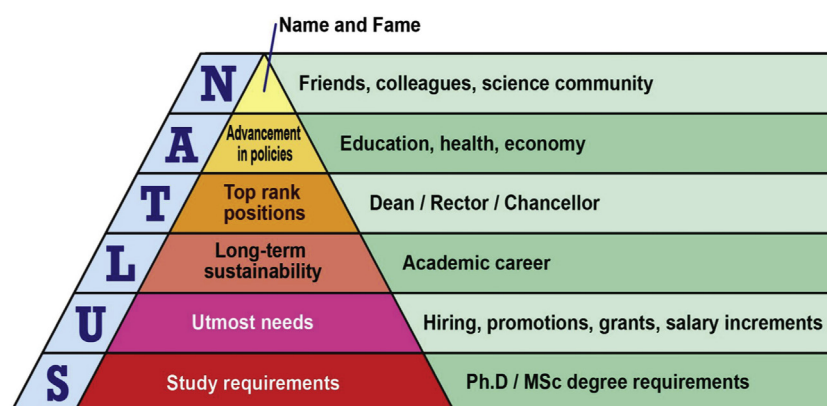 Name and Fame
N
Friends, colleagues, science community
A
Advancement
in policies
Education, health, economy
T
Top rank
positions
Dean / Rector / Chancellor
L
Long-term
sustainability
Academic career
U
Utmost needs
Hiring, promotions, grants, salary increments
S
Study requirements
Ph.D / MSc degree requirements